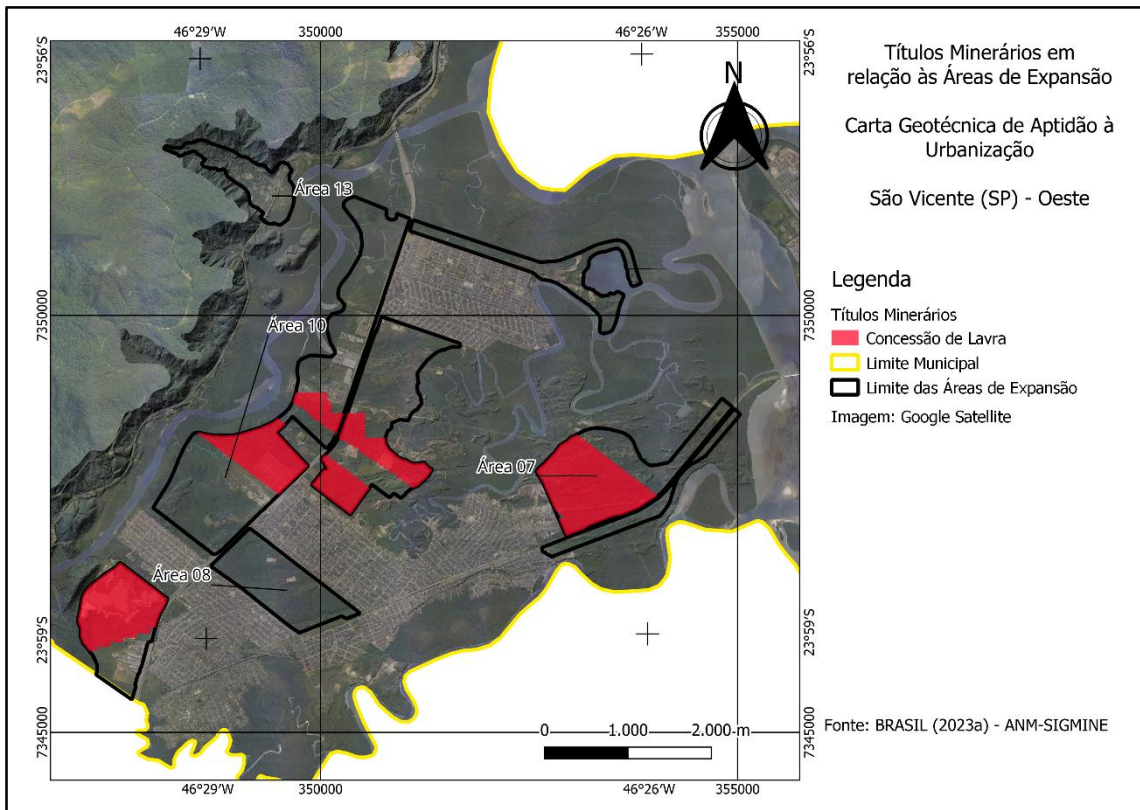 46°29'W
350000
46°26'W
355000
23°56'S
23°56'S
N
Área 13
7350000
7350000
Área 10
Área 07
Área 08
23°59'S
23°59'S
7345000
7345000
0
1.000
2.000 m
46°29'W
350000
46°26'W
355000
Títulos Minerários em
relação às Áreas de Expansão
Carta Geotécnica de Aptidão à
Urbanização
São Vicente (SP) - Oeste
Legenda
Títulos Minerários
Concessão de Lavra
Limite Municipal
Limite das Áreas de Expansão
Imagem: Google Satellite
Fonte: BRASIL (2023a) - ANM-SIGMINE